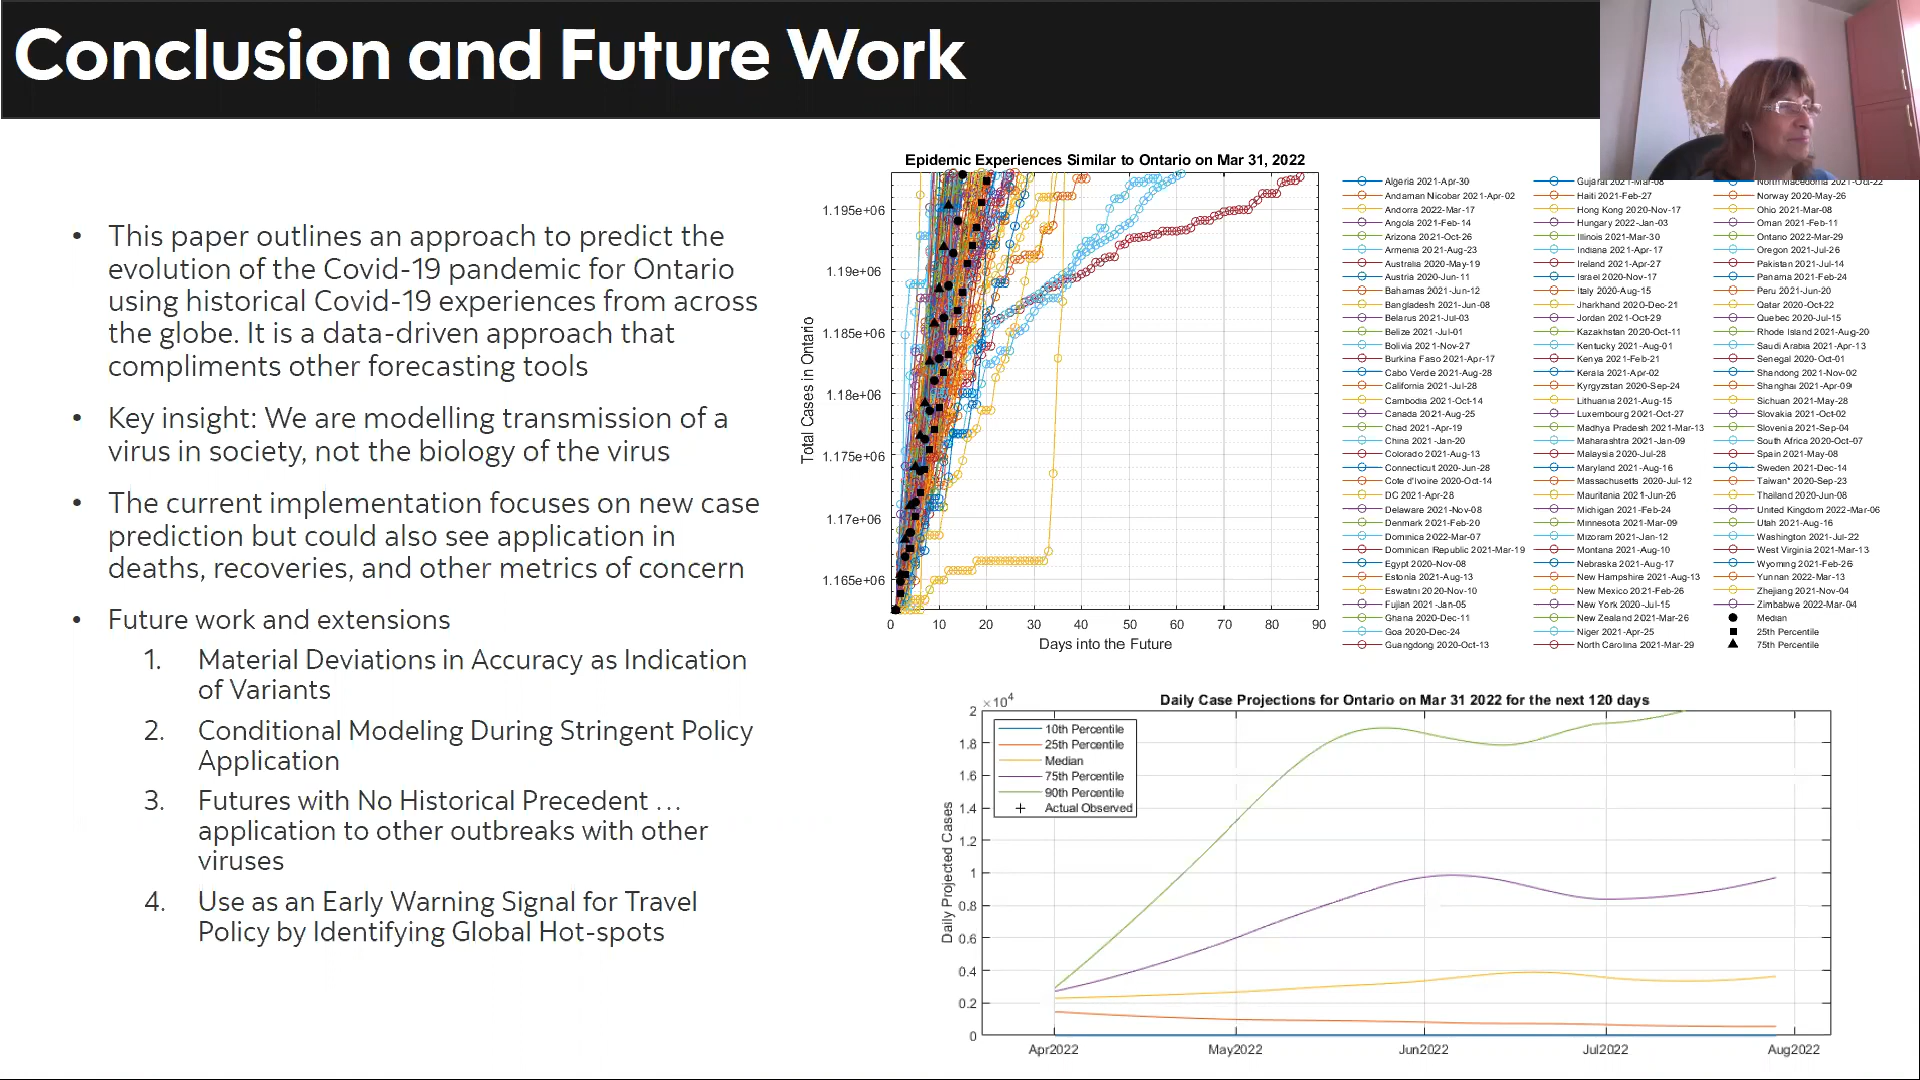 Conclusion and Future Work
• This paper outlines an approach to predict the
evolution of the Covid-19 pandemic for Ontario
using historical Covid-19 experiences from across
the globe. It is a data-driven approach that
compliments other forecasting tools
• Key insight: We are modelling transmission of a
virus in society, not the biology of the virus
• The current implementation focuses on new case
prediction but could also see application in
deaths, recoveries, and other metrics of concern
• Future work and extensions
1. Material Deviations in Accuracy as Indication
of Variants
2. Conditional Modeling During Stringent Policy
Application
3. Futures with No Historical Precedent …
application to other outbreaks with other
viruses
4. Use as an Early Warning Signal for Travel
Policy by Identifying Global Hot-spots
Epidemic Experiences Similar to Ontario on Mar 31, 2022
Total Cases in Ontario
1.195e+06
1.19e+06
1.185e+06
1.18e+06
1.175e+06
1.17e+06
1.165e+06
0 10 20 30 40 50 60 70 80 90
Days into the Future
Algeria 2021-Apr-30
Andaman Nicobar 2021-Apr-02
Andorra 2022-Mar-17
Angola 2021-Feb-14
Arizona 2021-Oct-26
Armenia 2021-Aug-23
Australia 2020-May-19
Austria 2020-Jun-11
Bahamas 2021-Jun-12
Bangladesh 2021-Jun-08
Belarus 2021-Jul-03
Belize 2021-Jul-01
Bolivia 2021-Nov-27
Burkina Faso 2021-Apr-17
Cabo Verde 2021-Aug-28
California 2021-Jul-28
Cambodia 2021-Oct-14
Canada 2021-Aug-25
Chad 2021-Apr-19
China 2021-Jan-20
Colorado 2021-Aug-13
Connecticut 2020-Jun-28
Cote d'Ivoire 2020-Oct-14
DC 2021-Apr-28
Delaware 2021-Nov-08
Denmark 2021-Feb-20
Dominica 2022-Mar-07
Dominican Republic 2021-Mar-19
Egypt 2020-Nov-08
Estonia 2021-Aug-13
Eswatini 2020-Nov-10
Fujian 2021-Jan-05
Ghana 2020-Dec-11
Goa 2020-Dec-24
Guangdong 2020-Oct-13
Gujarat 2021-Mar-08
Haiti 2021-Feb-27
Hong Kong 2020-Nov-17
Hungary 2022-Jan-03
Illinois 2021-Mar-30
Indiana 2021-Apr-17
Ireland 2021-Apr-27
Israel 2020-Nov-17
Italy 2020-Aug-15
Jharkhand 2020-Dec-21
Jordan 2021-Oct-29
Kazakhstan 2020-Oct-11
Kentucky 2021-Aug-01
Kenya 2021-Feb-21
Kerala 2021-Apr-02
Kyrgyzstan 2020-Sep-24
Lithuania 2021-Aug-15
Luxembourg 2021-Oct-27
Madhya Pradesh 2021-Mar-13
Maharashtra 2021-Jan-09
Malaysia 2020-Jul-28
Maryland 2021-Aug-16
Massachusetts 2020-Jul-12
Mauritania 2021-Jun-26
Michigan 2021-Feb-24
Minnesota 2021-Mar-09
Mizoram 2021-Jan-12
Montana 2021-Aug-10
Nebraska 2021-Aug-17
New Hampshire 2021-Aug-13
New Mexico 2021-Feb-26
New York 2020-Jul-15
New Zealand 2021-Mar-26
Niger 2021-Apr-25
North Carolina 2021-Mar-29
North Macedonia 2021-Oct-22
Norway 2020-May-26
Ohio 2021-Mar-08
Oman 2021-Feb-11
Ontario 2022-Mar-29
Oregon 2021-Jul-26
Pakistan 2021-Jul-14
Panama 2021-Feb-24
Peru 2021-Jun-20
Qatar 2020-Oct-22
Quebec 2020-Jul-15
Rhode Island 2021-Aug-20
Saudi Arabia 2021-Apr-13
Senegal 2020-Oct-01
Shandong 2021-Nov-02
Shanghai 2021-Apr-09
Sichuan 2021-May-28
Slovakia 2021-Oct-02
Slovenia 2021-Sep-04
South Africa 2020-Oct-07
Spain 2021-May-08
Sweden 2021-Dec-14
Taiwan* 2020-Sep-23
Thailand 2020-Jun-08
United Kingdom 2022-Mar-06
Utah 2021-Aug-16
Washington 2021-Jul-22
West Virginia 2021-Mar-13
Wyoming 2021-Feb-26
Yunnan 2022-Mar-13
Zhejiang 2021-Nov-04
Zimbabwe 2022-Mar-04
Median
25th Percentile
75th Percentile
Daily Case Projections for Ontario on Mar 31 2022 for the next 120 days
×10⁴
Daily Projected Cases
2
1.8
1.6
1.4
1.2
1
0.8
0.6
0.4
0.2
0
10th Percentile
25th Percentile
Median
75th Percentile
90th Percentile
Actual Observed
Apr2022 May2022 Jun2022 Jul2022 Aug2022